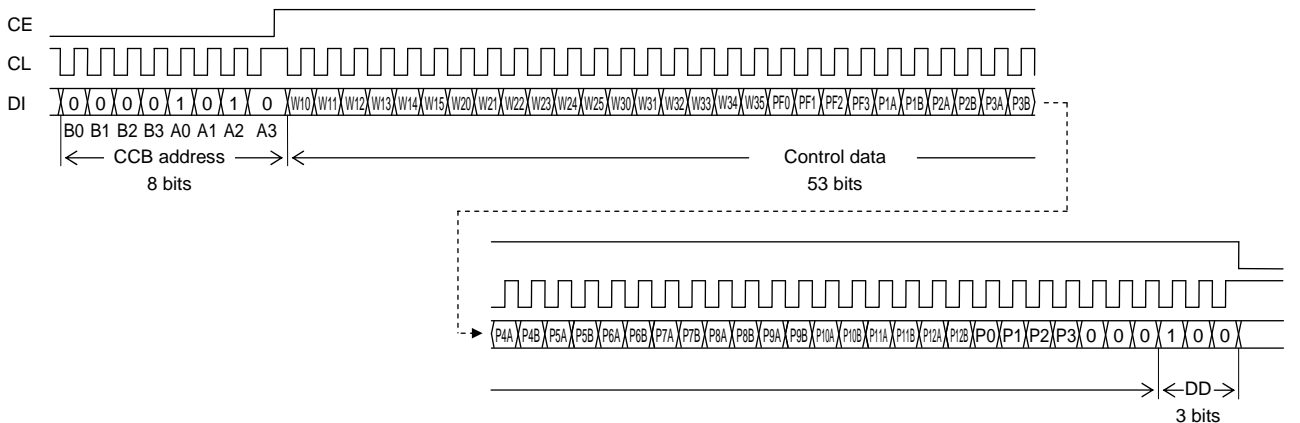 CE
CL
DI 0 0 0 0 1 0 1 0 W10 W11 W12 W13 W14 W15 W20 W21 W22 W23 W24 W25 W30 W31 W32 W33 W34 W35 PF0 PF1 PF2 PF3 P1A P1B P2A P2B P3A P3B
B0 B1 B2 B3 A0 A1 A2 A3
CCB address
8 bits
Control data
53 bits
P4A P4B P5A P5B P6A P6B P7A P7B P8A P8B P9A P9B P10A P10B P11A P11B P12A P12B P0 P1 P2 P3 0 0 0 1 0 0
DD
3 bits